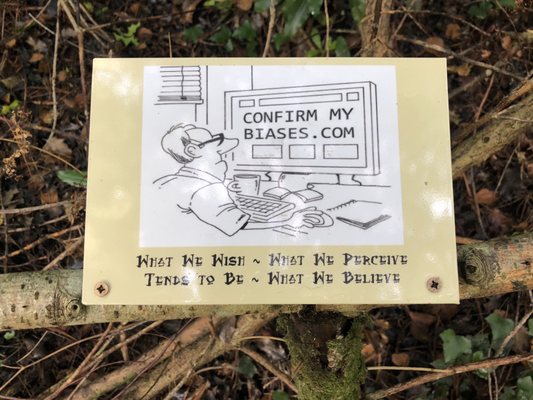 CONFIRM MY
BIASES.COM
What We Wish ~ What We Perceive
Tends to Be ~ What We Believe